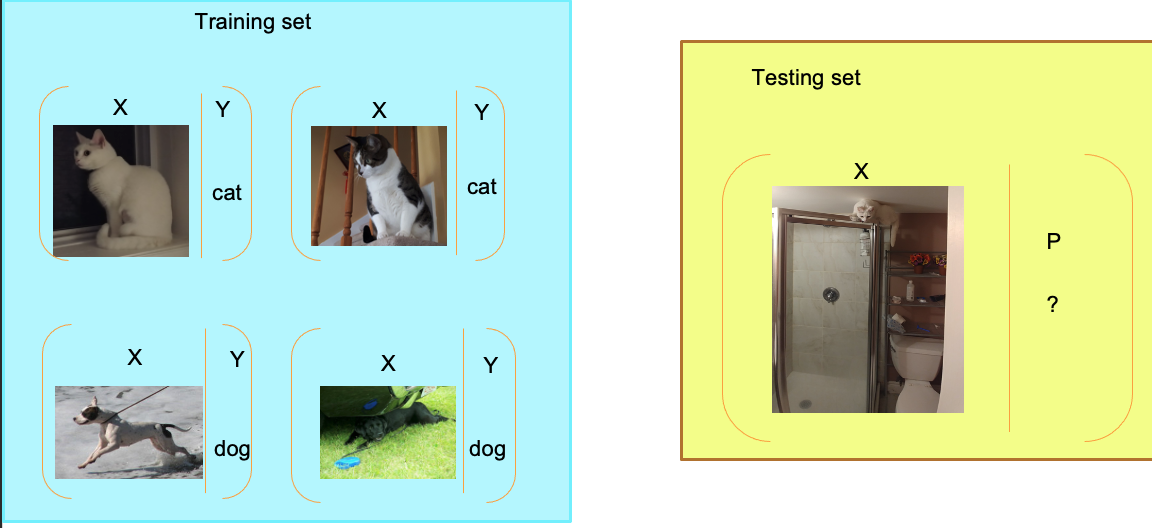 Training set
X Y
cat
X Y
cat
X Y
dog
X Y
dog
Testing set
X
P
?